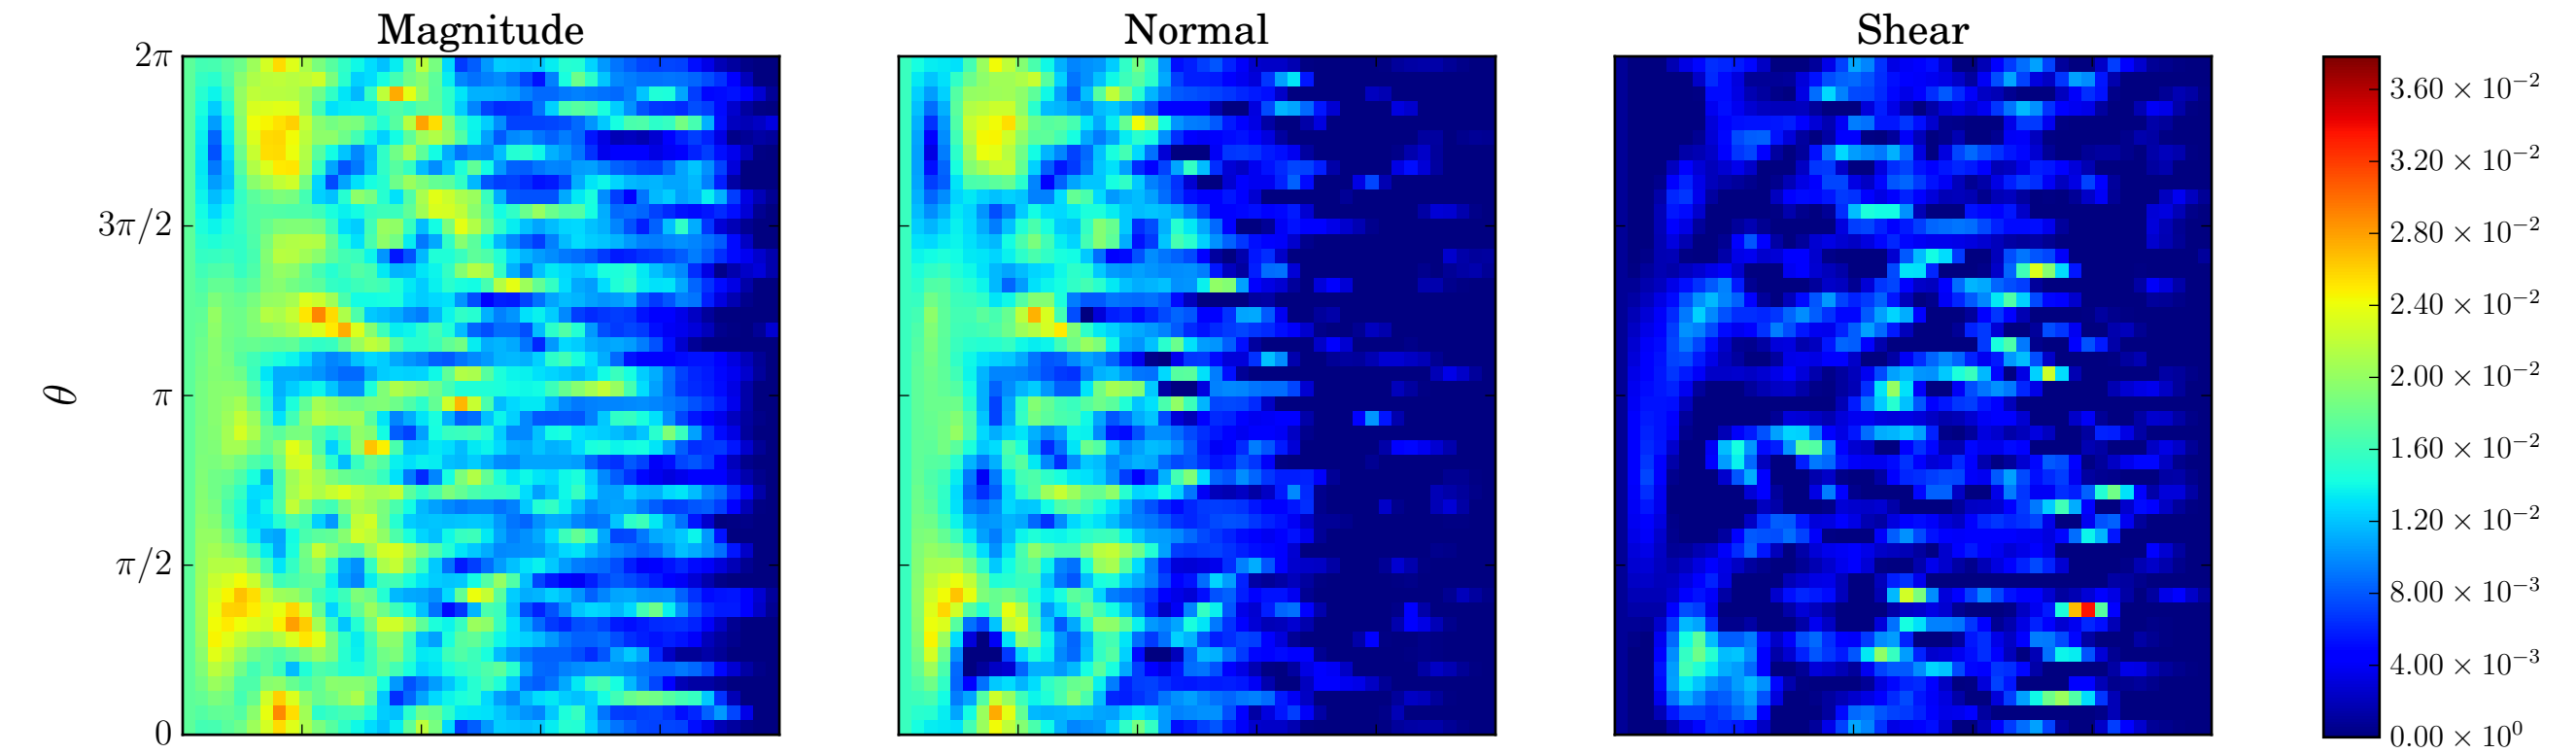 Magnitude
Normal
Shear
2π
3π/2
π
π/2
0
θ
3.60 × 10⁻²
3.20 × 10⁻²
2.80 × 10⁻²
2.40 × 10⁻²
2.00 × 10⁻²
1.60 × 10⁻²
1.20 × 10⁻²
8.00 × 10⁻³
4.00 × 10⁻³
0.00 × 10⁰